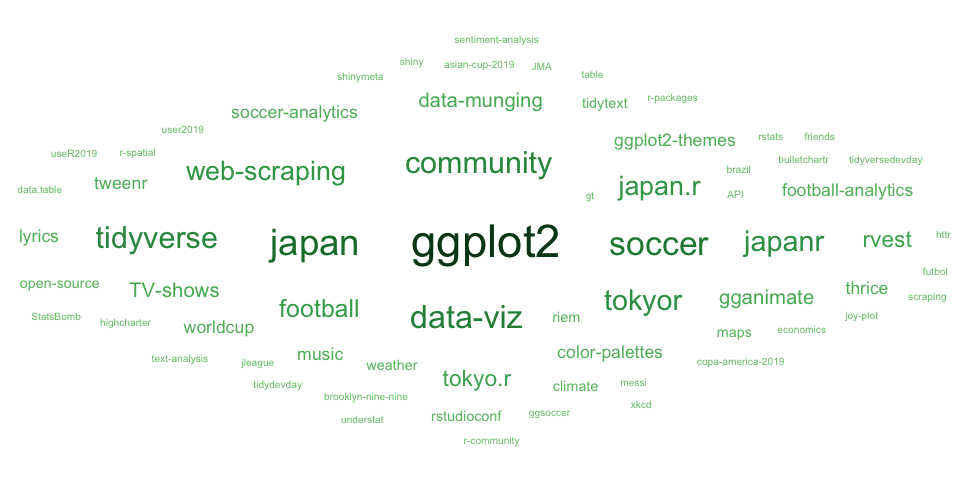 sentiment-analysis
shiny asian-cup-2019 JMA
shinymeta table
data-munging tidytext r-packages
soccer-analytics
user2019 ggplot2-themes rstats friends
useR2019 r-spatial bulletchartr tidyversedevday
web-scraping community brazil
data.table tweenr gt japan.r API football-analytics
lyrics tidyverse japan ggplot2 soccer japanr rvest httr
futbol
open-source TV-shows tokyor gganimate thrice scraping
StatsBomb highcharter football data-viz riem joy-plot
worldcup maps economics
text-analysis jleague music weather color-palettes copa-america-2019
tidydevday tokyo.r climate messi
brooklyn-nine-nine xkcd
understat rstudioconf ggsoccer
r-community